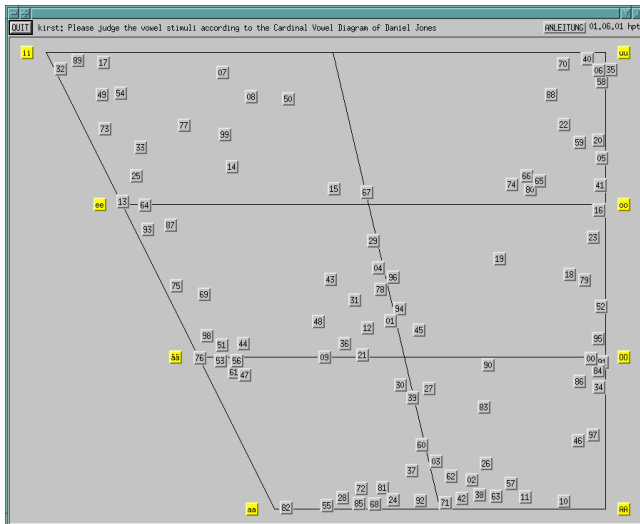 QUIT kirst: Please judge the vowel stimuli according to the Cardinal Vowel Diagram of Daniel Jones ANLEITUNG 01.06.01 hpt
ii 32 89 17 07 70 40 06 35 uu
58
49 54 08 50 88
73 77 99 22
33 59 20
05
14
25 15 67 74 66 65 80 41
ee 13 64 16 oo
93 87 29 23
19
04 96 18 79
43
75 69 31 78
94 52
48 12 01 45
98 36 95
51 44
ää 76 53 56 09 21 00 OO
90 84
61 47
30 27 86 34
39
83
60 46 97
03 26
37
62 02
72 81 57
28 38 63 11
55 85 68 24 92 71 42 10
aa 82 AA